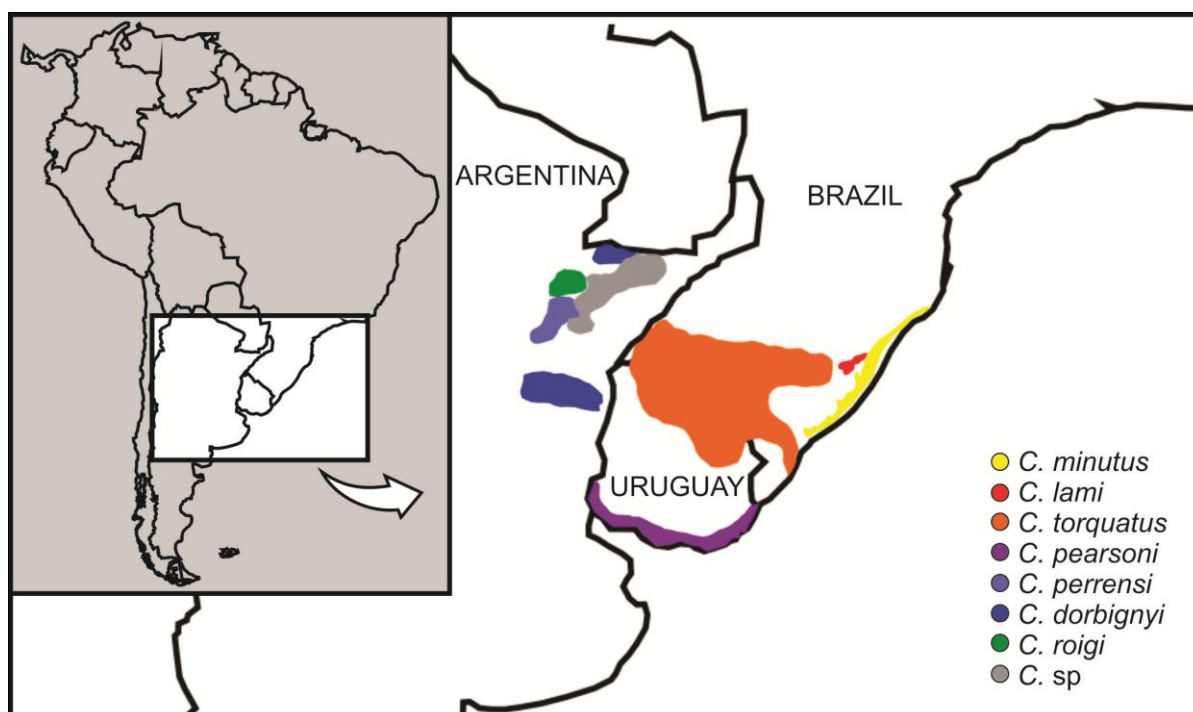 ARGENTINA
BRAZIL
URUGUAY
C. minutus
C. lami
C. torquatus
C. pearsoni
C. perrensi
C. dorbignyi
C. roigi
C. sp